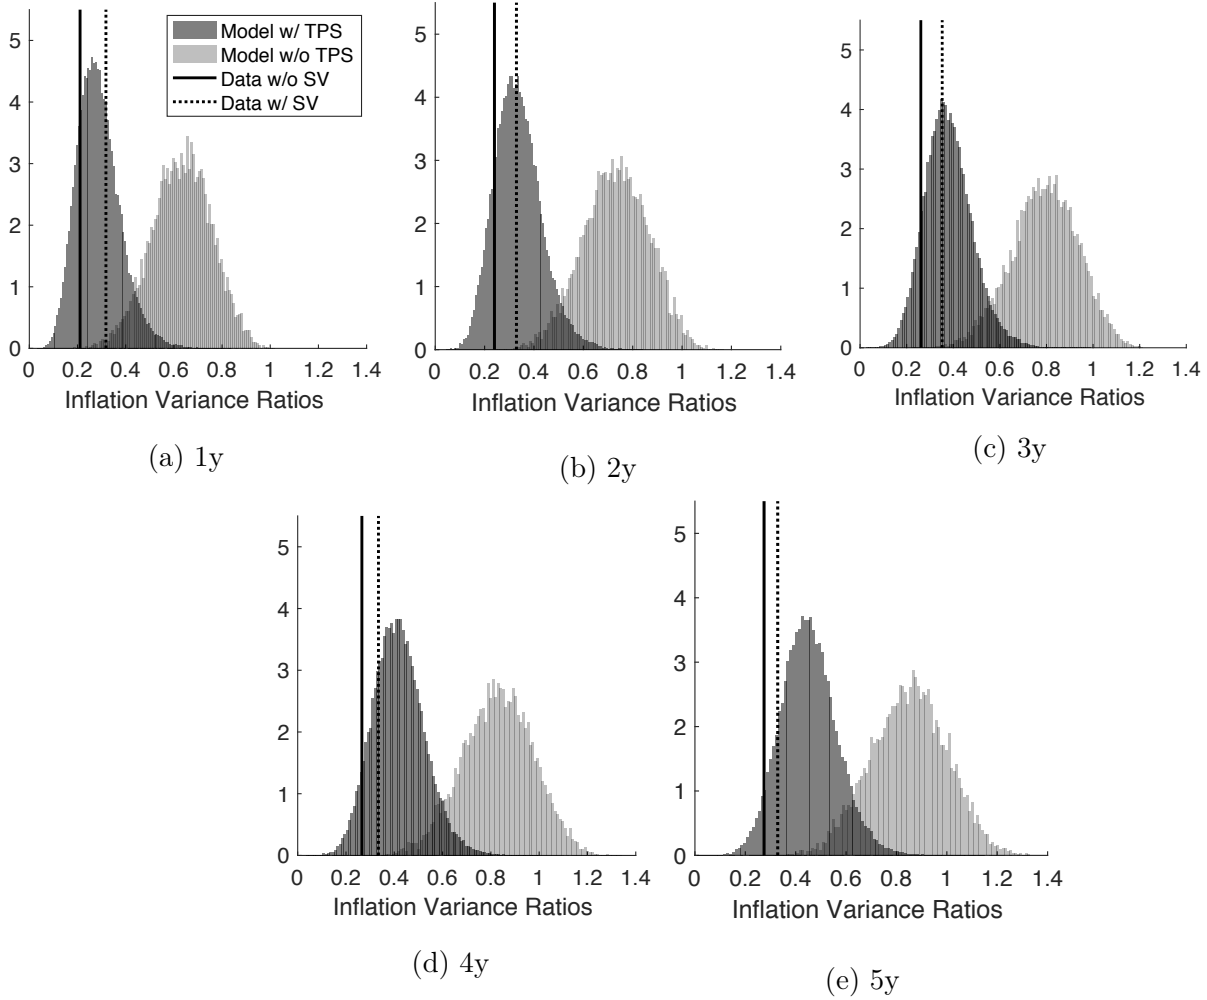 5
4
3
2
1
0
Model w/ TPS
Model w/o TPS
Data w/o SV
Data w/ SV
0 0.2 0.4 0.6 0.8 1 1.2 1.4
Inflation Variance Ratios
(a) 1y
5
4
3
2
1
0
0 0.2 0.4 0.6 0.8 1 1.2 1.4
Inflation Variance Ratios
(b) 2y
5
4
3
2
1
0
0 0.2 0.4 0.6 0.8 1 1.2 1.4
Inflation Variance Ratios
(c) 3y
5
4
3
2
1
0
0 0.2 0.4 0.6 0.8 1 1.2 1.4
Inflation Variance Ratios
(d) 4y
5
4
3
2
1
0
0 0.2 0.4 0.6 0.8 1 1.2 1.4
Inflation Variance Ratios
(e) 5y